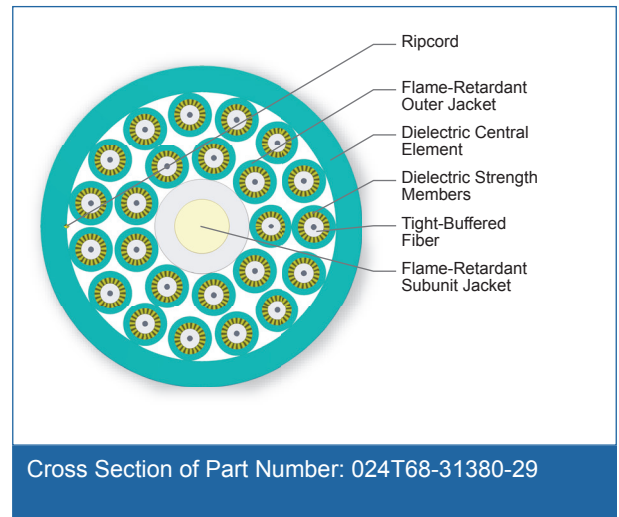 Ripcord
Flame-Retardant
Outer Jacket
Dielectric Central
Element
Dielectric Strength
Members
Tight-Buffered
Fiber
Flame-Retardant
Subunit Jacket
Cross Section of Part Number: 024T68-31380-29